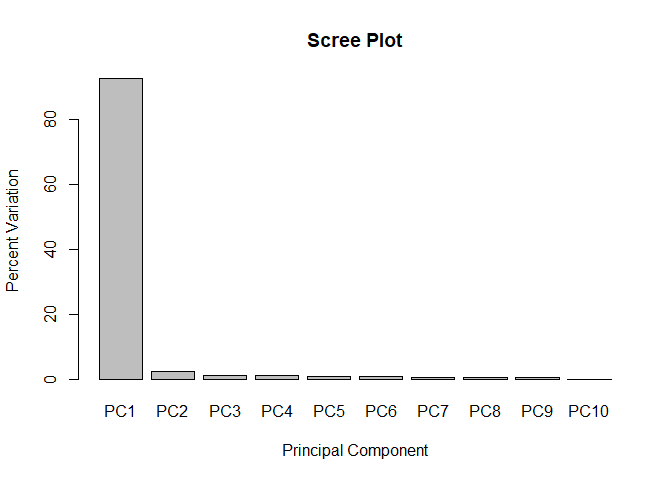 Scree Plot
Percent Variation
80
60
40
20
0
PC1 PC2 PC3 PC4 PC5 PC6 PC7 PC8 PC9 PC10
Principal Component